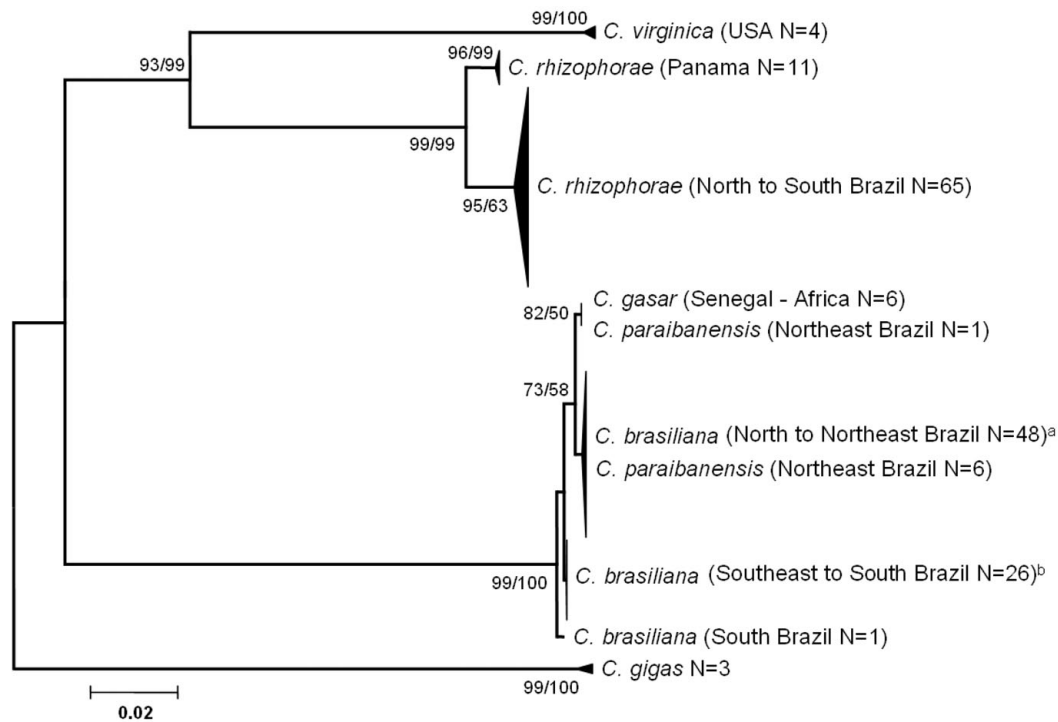 99/100
C. virginica (USA N=4)
96/99
C. rhizophorae (Panama N=11)
93/99
99/99
C. rhizophorae (North to South Brazil N=65)
95/63
C. gasar (Senegal - Africa N=6)
82/50
C. paraibanensis (Northeast Brazil N=1)
73/58
C. brasiliana (North to Northeast Brazil N=48)ᵃ
C. paraibanensis (Northeast Brazil N=6)
C. brasiliana (Southeast to South Brazil N=26)ᵇ
99/100
C. brasiliana (South Brazil N=1)
C. gigas N=3
99/100
0.02